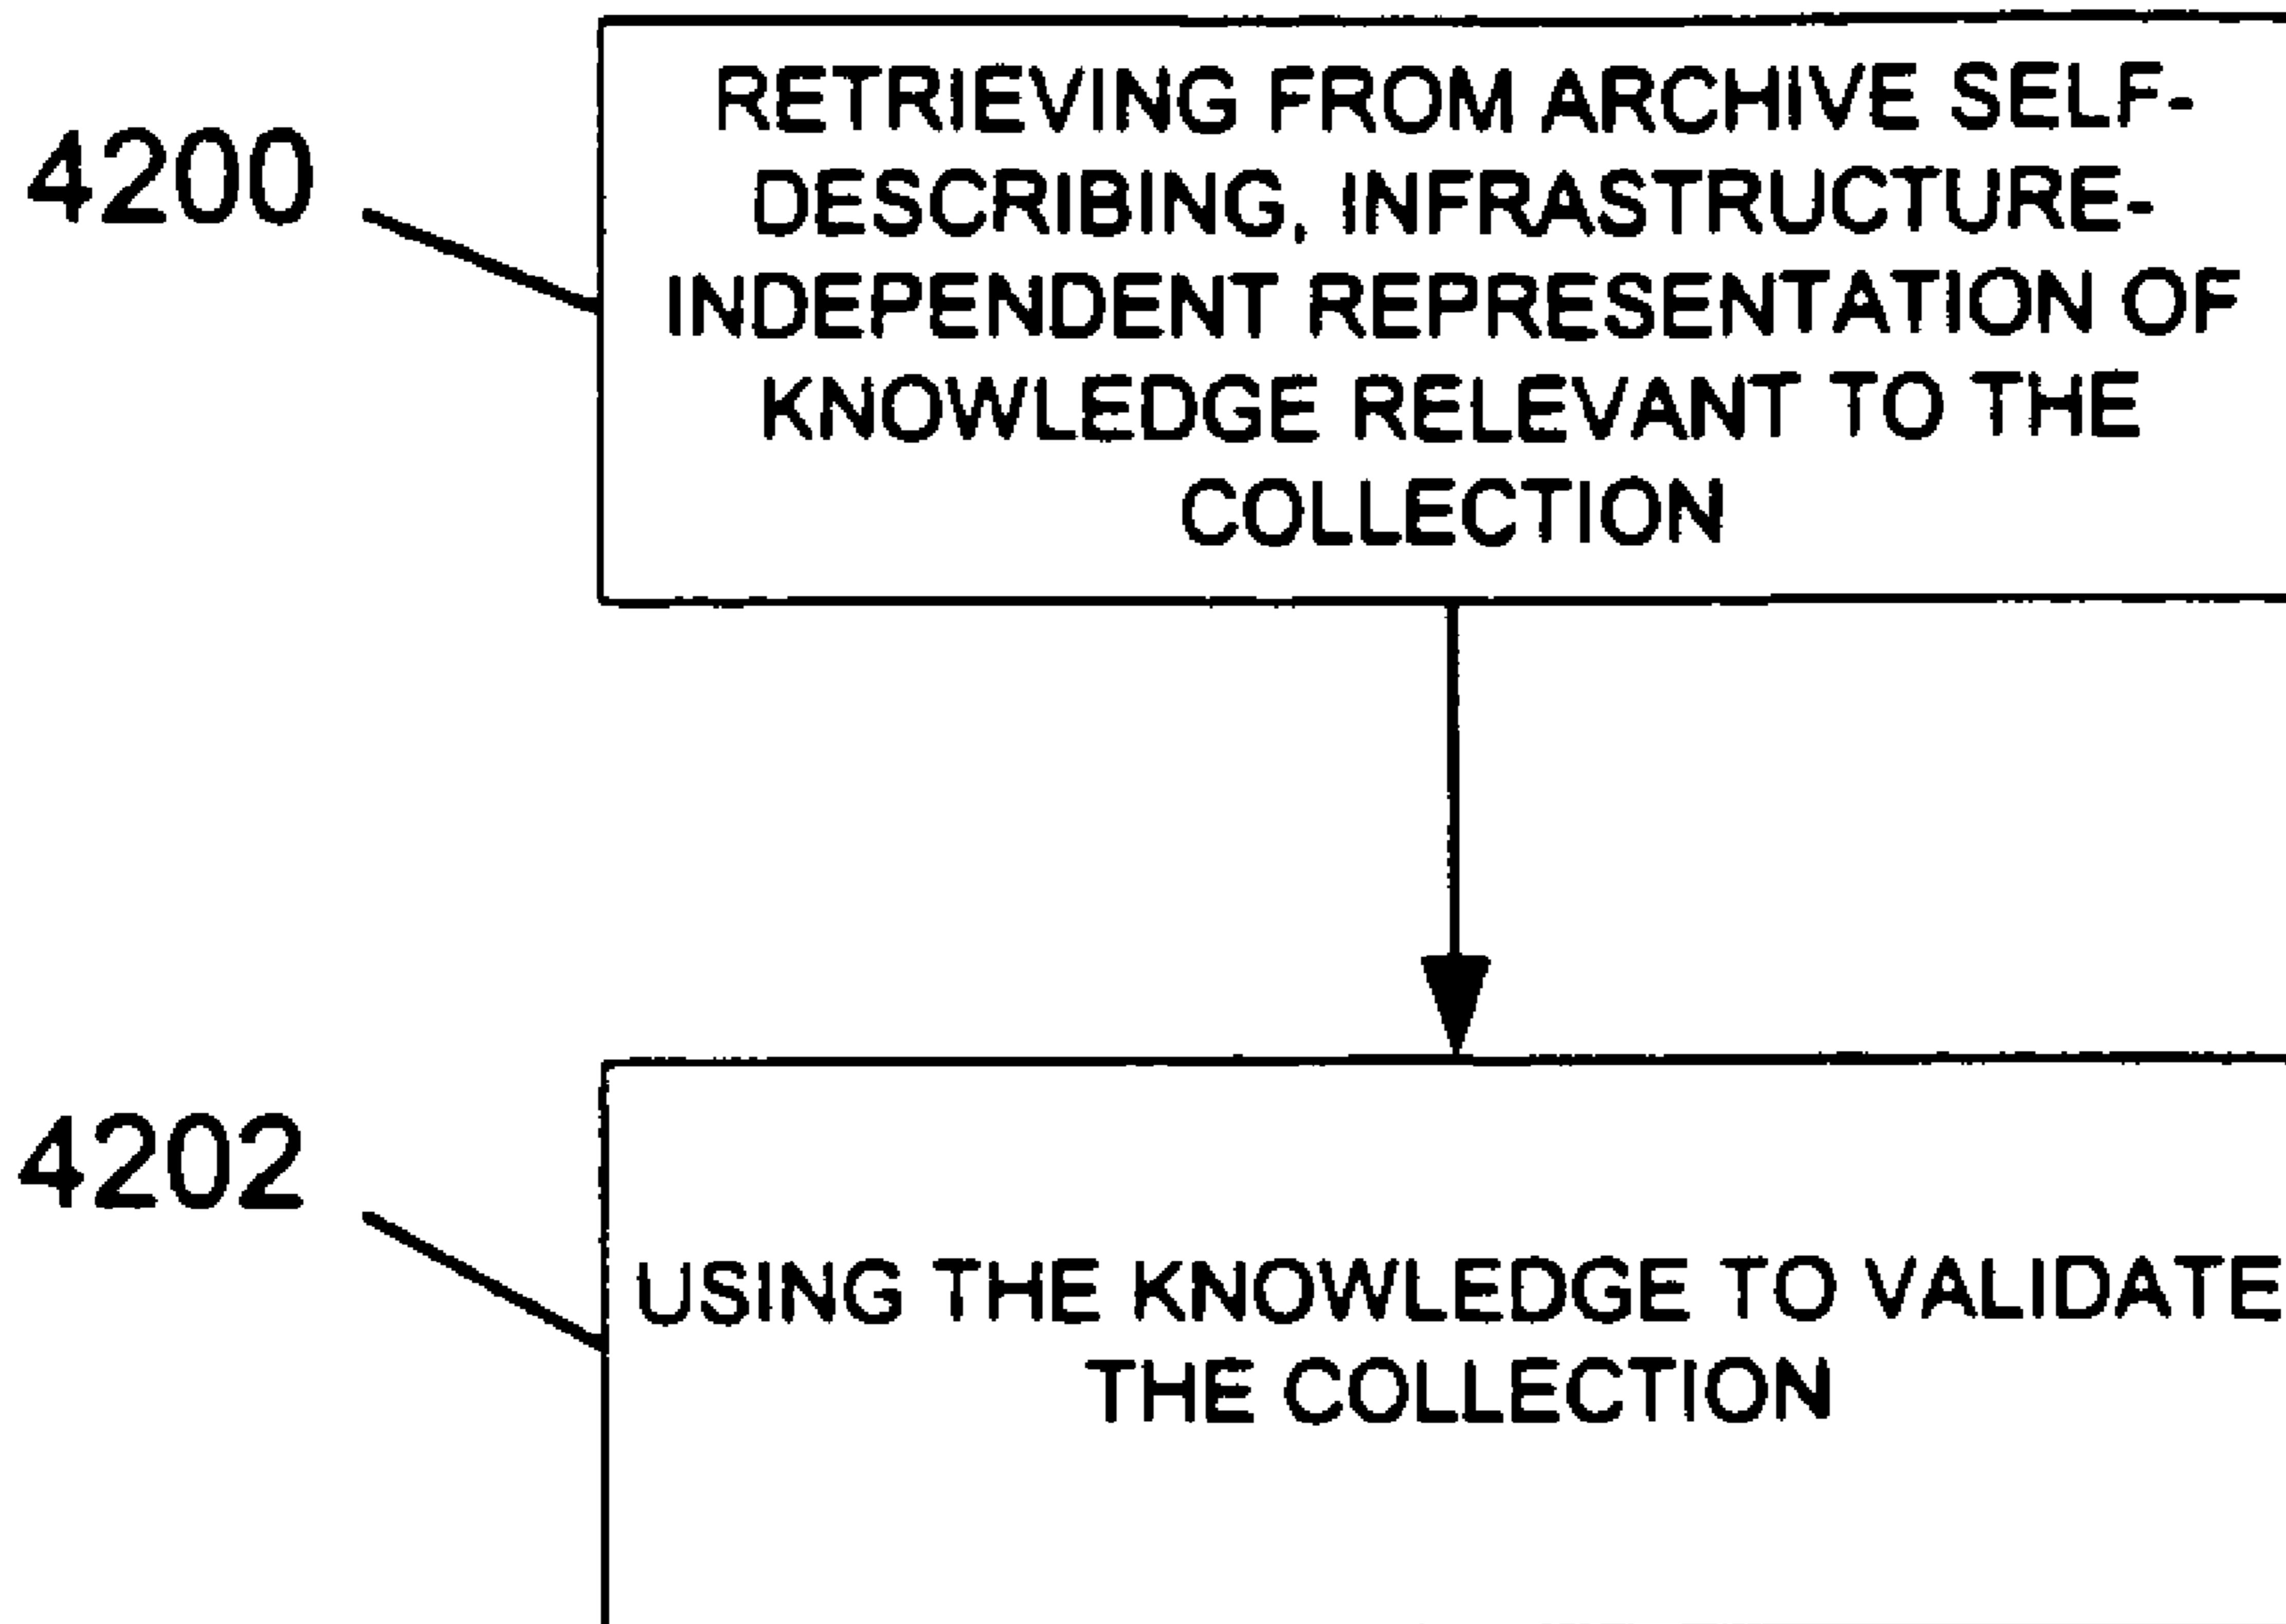 4200
RETRIEVING FROM ARCHIVE SELF-
DESCRIBING, INFRASTRUCTURE-
INDEPENDENT REPRESENTATION OF
KNOWLEDGE RELEVANT TO THE
COLLECTION
4202
USING THE KNOWLEDGE TO VALIDATE
THE COLLECTION